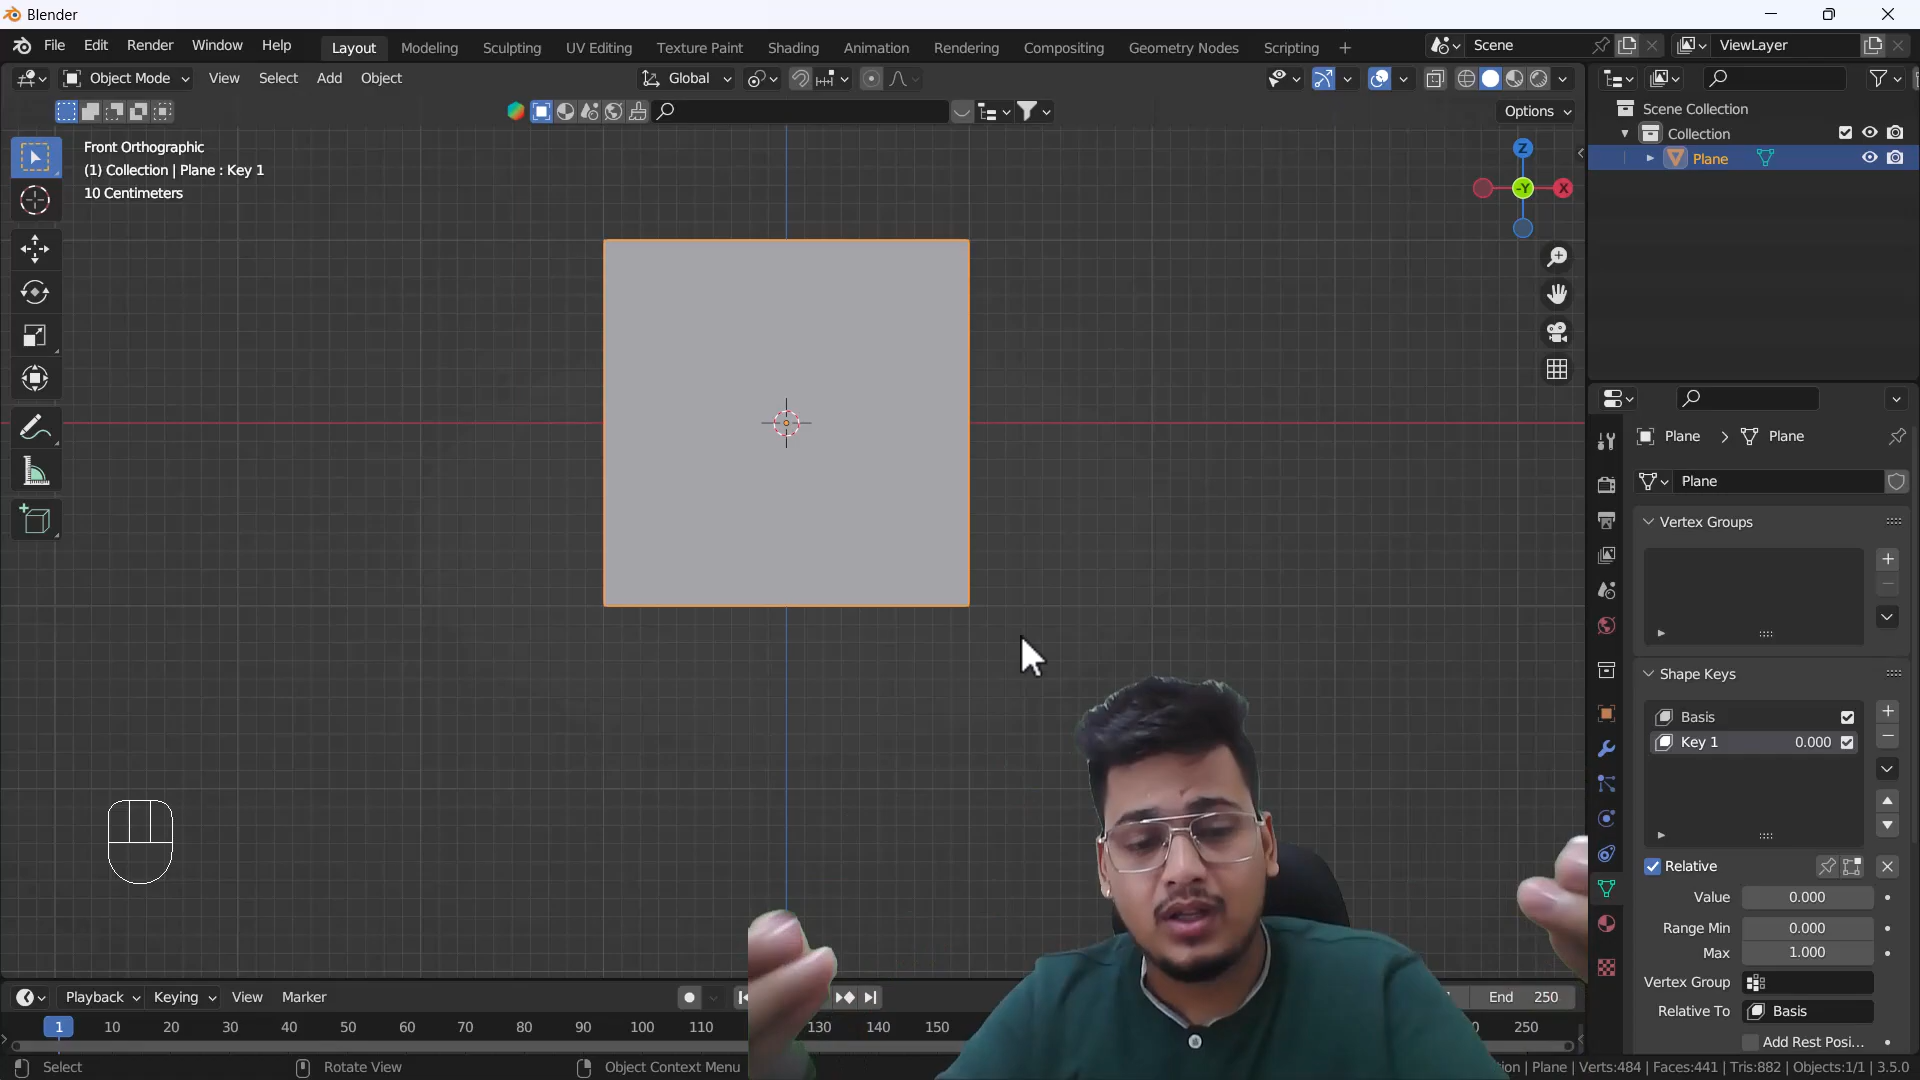 Blender
File Edit Render Window Help
Layout Modeling Sculpting UV Editing Texture Paint Shading Animation Rendering Compositing Geometry Nodes Scripting +
Scene
ViewLayer
Object Mode View Select Add Object
Global
Options
Front Orthographic
(1) Collection | Plane : Key 1
10 Centimeters
Z
-Y
X
Scene Collection
Collection
Plane
Plane > Plane
Plane
Vertex Groups
Shape Keys
Basis
Key 1 0.000
Relative
Value 0.000
Range Min 0.000
Max 1.000
Vertex Group
Relative To Basis
Add Rest Posi...
Playback Keying View Marker
End 250
1 10 20 30 40 50 60 70 80 90 100 110 130 140 150 250
Select Rotate View Object Context Menu
Plane | Verts:484 | Faces:441 | Tris:882 | Objects:1/1 | 3.5.0